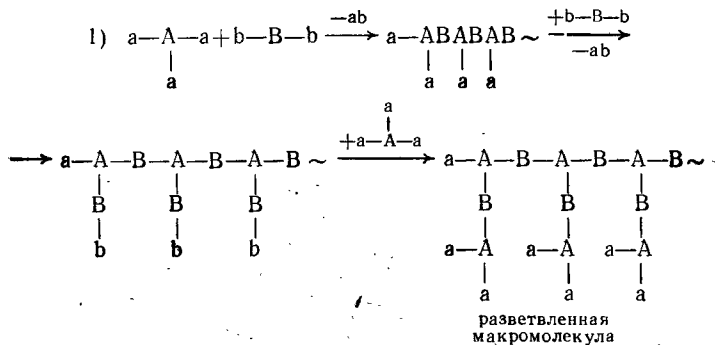 1) a—A—a+b—B—b —ab→ a—ABABAB~ +b—B—b / —ab→
| | | |
a a a a
a
|
→ a—A—B—A—B—A—B~ +a—A—a→ a—A—B—A—B—A—B~
| | | | | |
B B B B B B
| | | | | |
b b b a—A a—A a—A
| | |
a a a
разветвленная
макромолекула